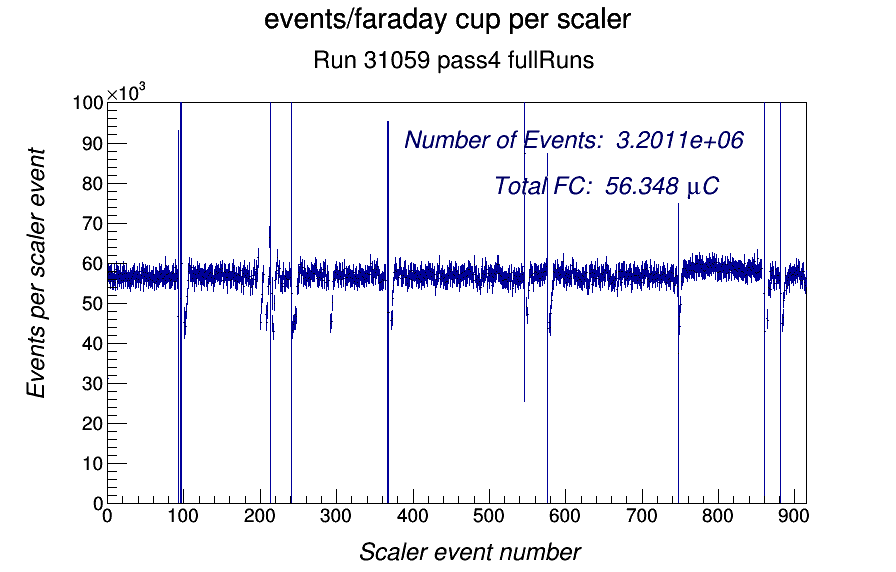 events/faraday cup per scaler
Run 31059 pass4 fullRuns
×10³
100
90
80
70
60
50
40
30
20
10
0
Number of Events: 3.2011e+06
Total FC: 56.348 μC
Events per scaler event
0 100 200 300 400 500 600 700 800 900
Scaler event number